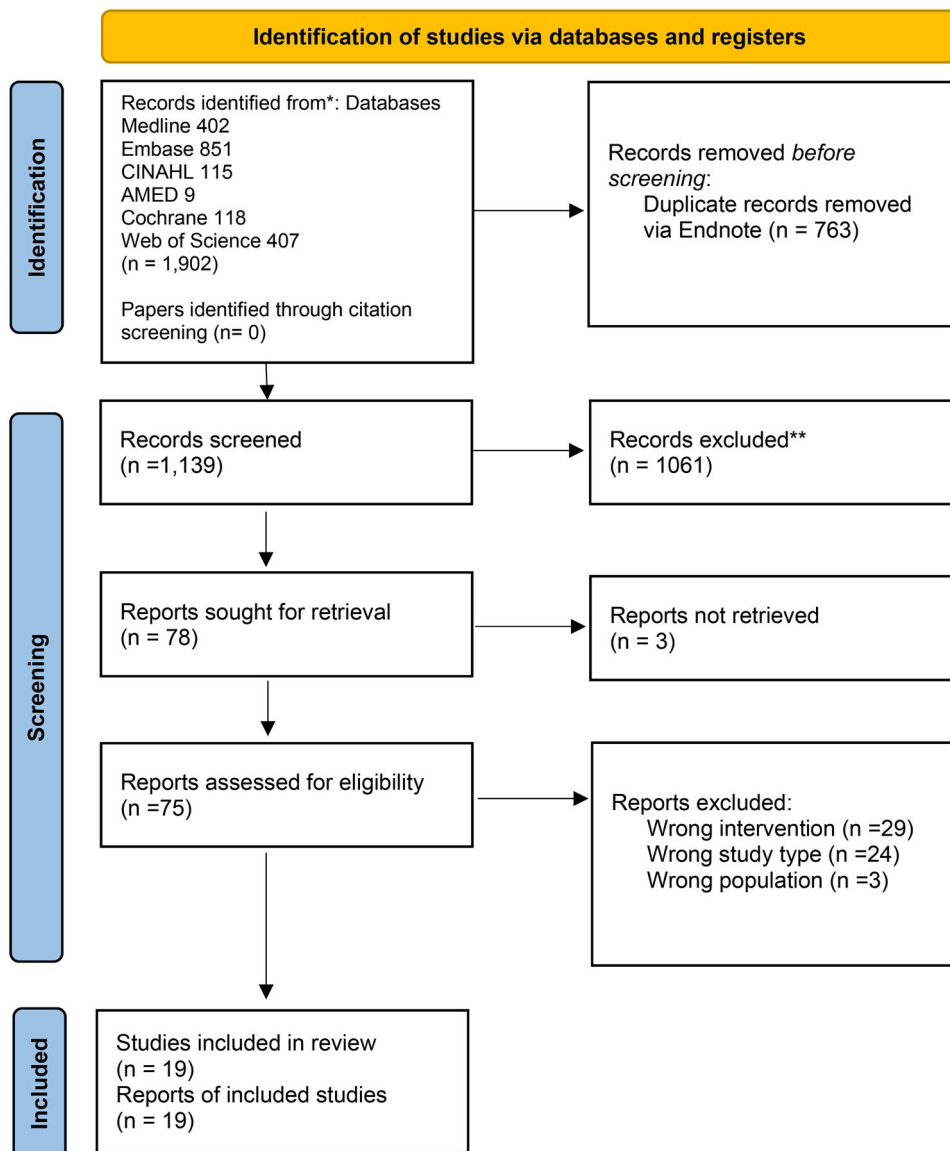 Identification of studies via databases and registers
Identification
Records identified from*: Databases
Medline 402
Embase 851
CINAHL 115
AMED 9
Cochrane 118
Web of Science 407
(n = 1,902)
Papers identified through citation
screening (n= 0)
Records removed before
screening:
Duplicate records removed
via Endnote (n = 763)
Screening
Records screened
(n =1,139)
Records excluded**
(n = 1061)
Reports sought for retrieval
(n = 78)
Reports not retrieved
(n = 3)
Reports assessed for eligibility
(n =75)
Reports excluded:
Wrong intervention (n =29)
Wrong study type (n =24)
Wrong population (n =3)
Included
Studies included in review
(n = 19)
Reports of included studies
(n = 19)